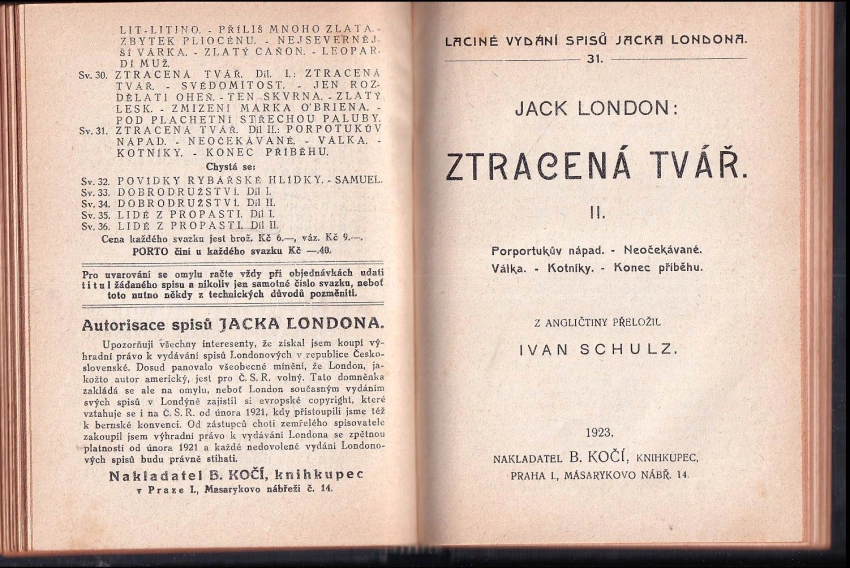 LIT-LITINO. - PŘÍLIŠ MNOHO ZLATA. -
ZBYTEK PLIOCÉNU. - NEJSEVERNĚJ-
ŠÍ VÁRKA. - ZLATÝ CAŇON. - LEOPAR-
DÍ MUŽ.
Sv. 30. ZTRACENÁ TVÁŘ. Díl. I.: ZTRACENÁ
TVÁŘ. - SVĚDOMITOST. - JEN ROZ-
DĚLATI OHEŇ. - TEN SKVRNA. - ZLATÝ
LESK. - ZMIZENÍ MARKA O'BRIENA. -
POD PLACHETNÍ STŘECHOU PALUBY.
Sv. 31. ZTRACENÁ TVÁŘ. Díl II.: PORPOTUKŮV
NÁPAD. - NEOČEKÁVANÉ. - VÁLKA. -
KOTNÍKY. - KONEC PŘÍBĚHU.
Chystá se:
Sv. 32. POVÍDKY RYBÁŘSKÉ HLÍDKY. - SAMUEL.
Sv. 33. DOBRODRUŽSTVÍ. Díl I.
Sv. 34. DOBRODRUŽSTVÍ. Díl II.
Sv. 35. LIDÉ Z PROPASTI. Díl I.
Sv. 36. LIDÉ Z PROPASTI. Díl II.
Cena každého svazku jest brož. Kč 6.—, váz. Kč 9.—.
PORTO činí u každého svazku Kč —.40.
Pro uvarování se omylu račte vždy při objednávkách udati
titul žádaného spisu a nikoliv jen samotné číslo svazku, neboť
toto nutno někdy z technických důvodů pozměniti.
Autorisace spisů JACKA LONDONA.
Upozorňuji všechny interesenty, že získal jsem koupí vý-
hradní právo k vydávání spisů Londonových v republice Česko-
slovenské. Dosud panovalo všeobecné mínění, že London, ja-
kožto autor americký, jest pro Č. S. R. volný. Tato domněnka
zakládá se ale na omylu, neboť London současným vydáním
svých spisů v Londýně zajistil si evropské copyright, které
vztahuje se i na Č. S. R. od února 1921, kdy přistoupili jsme též
k bernské konvenci. Od zástupců choti zemřelého spisovatele
zakoupil jsem výhradní právo k vydávání Londona se zpětnou
platností od února 1921 a každé nedovolené vydání Londono-
vých spisů budu právně stíhati.
Nakladatel B. KOČÍ, knihkupec
v Praze I., Masarykovo nábřeží č. 14.
LACINÉ VYDÁNÍ SPISŮ JACKA LONDONA.
31.
JACK LONDON:
ZTRACENÁ TVÁŘ.
II.
Porportukův nápad. - Neočekávané.
Válka. - Kotníky. - Konec příběhu.
Z ANGLIČTINY PŘELOŽIL
IVAN SCHULZ.
1923.
NAKLADATEL B. KOČÍ, KNIHKUPEC,
PRAHA I., MASARYKOVO NÁBŘ. 14.